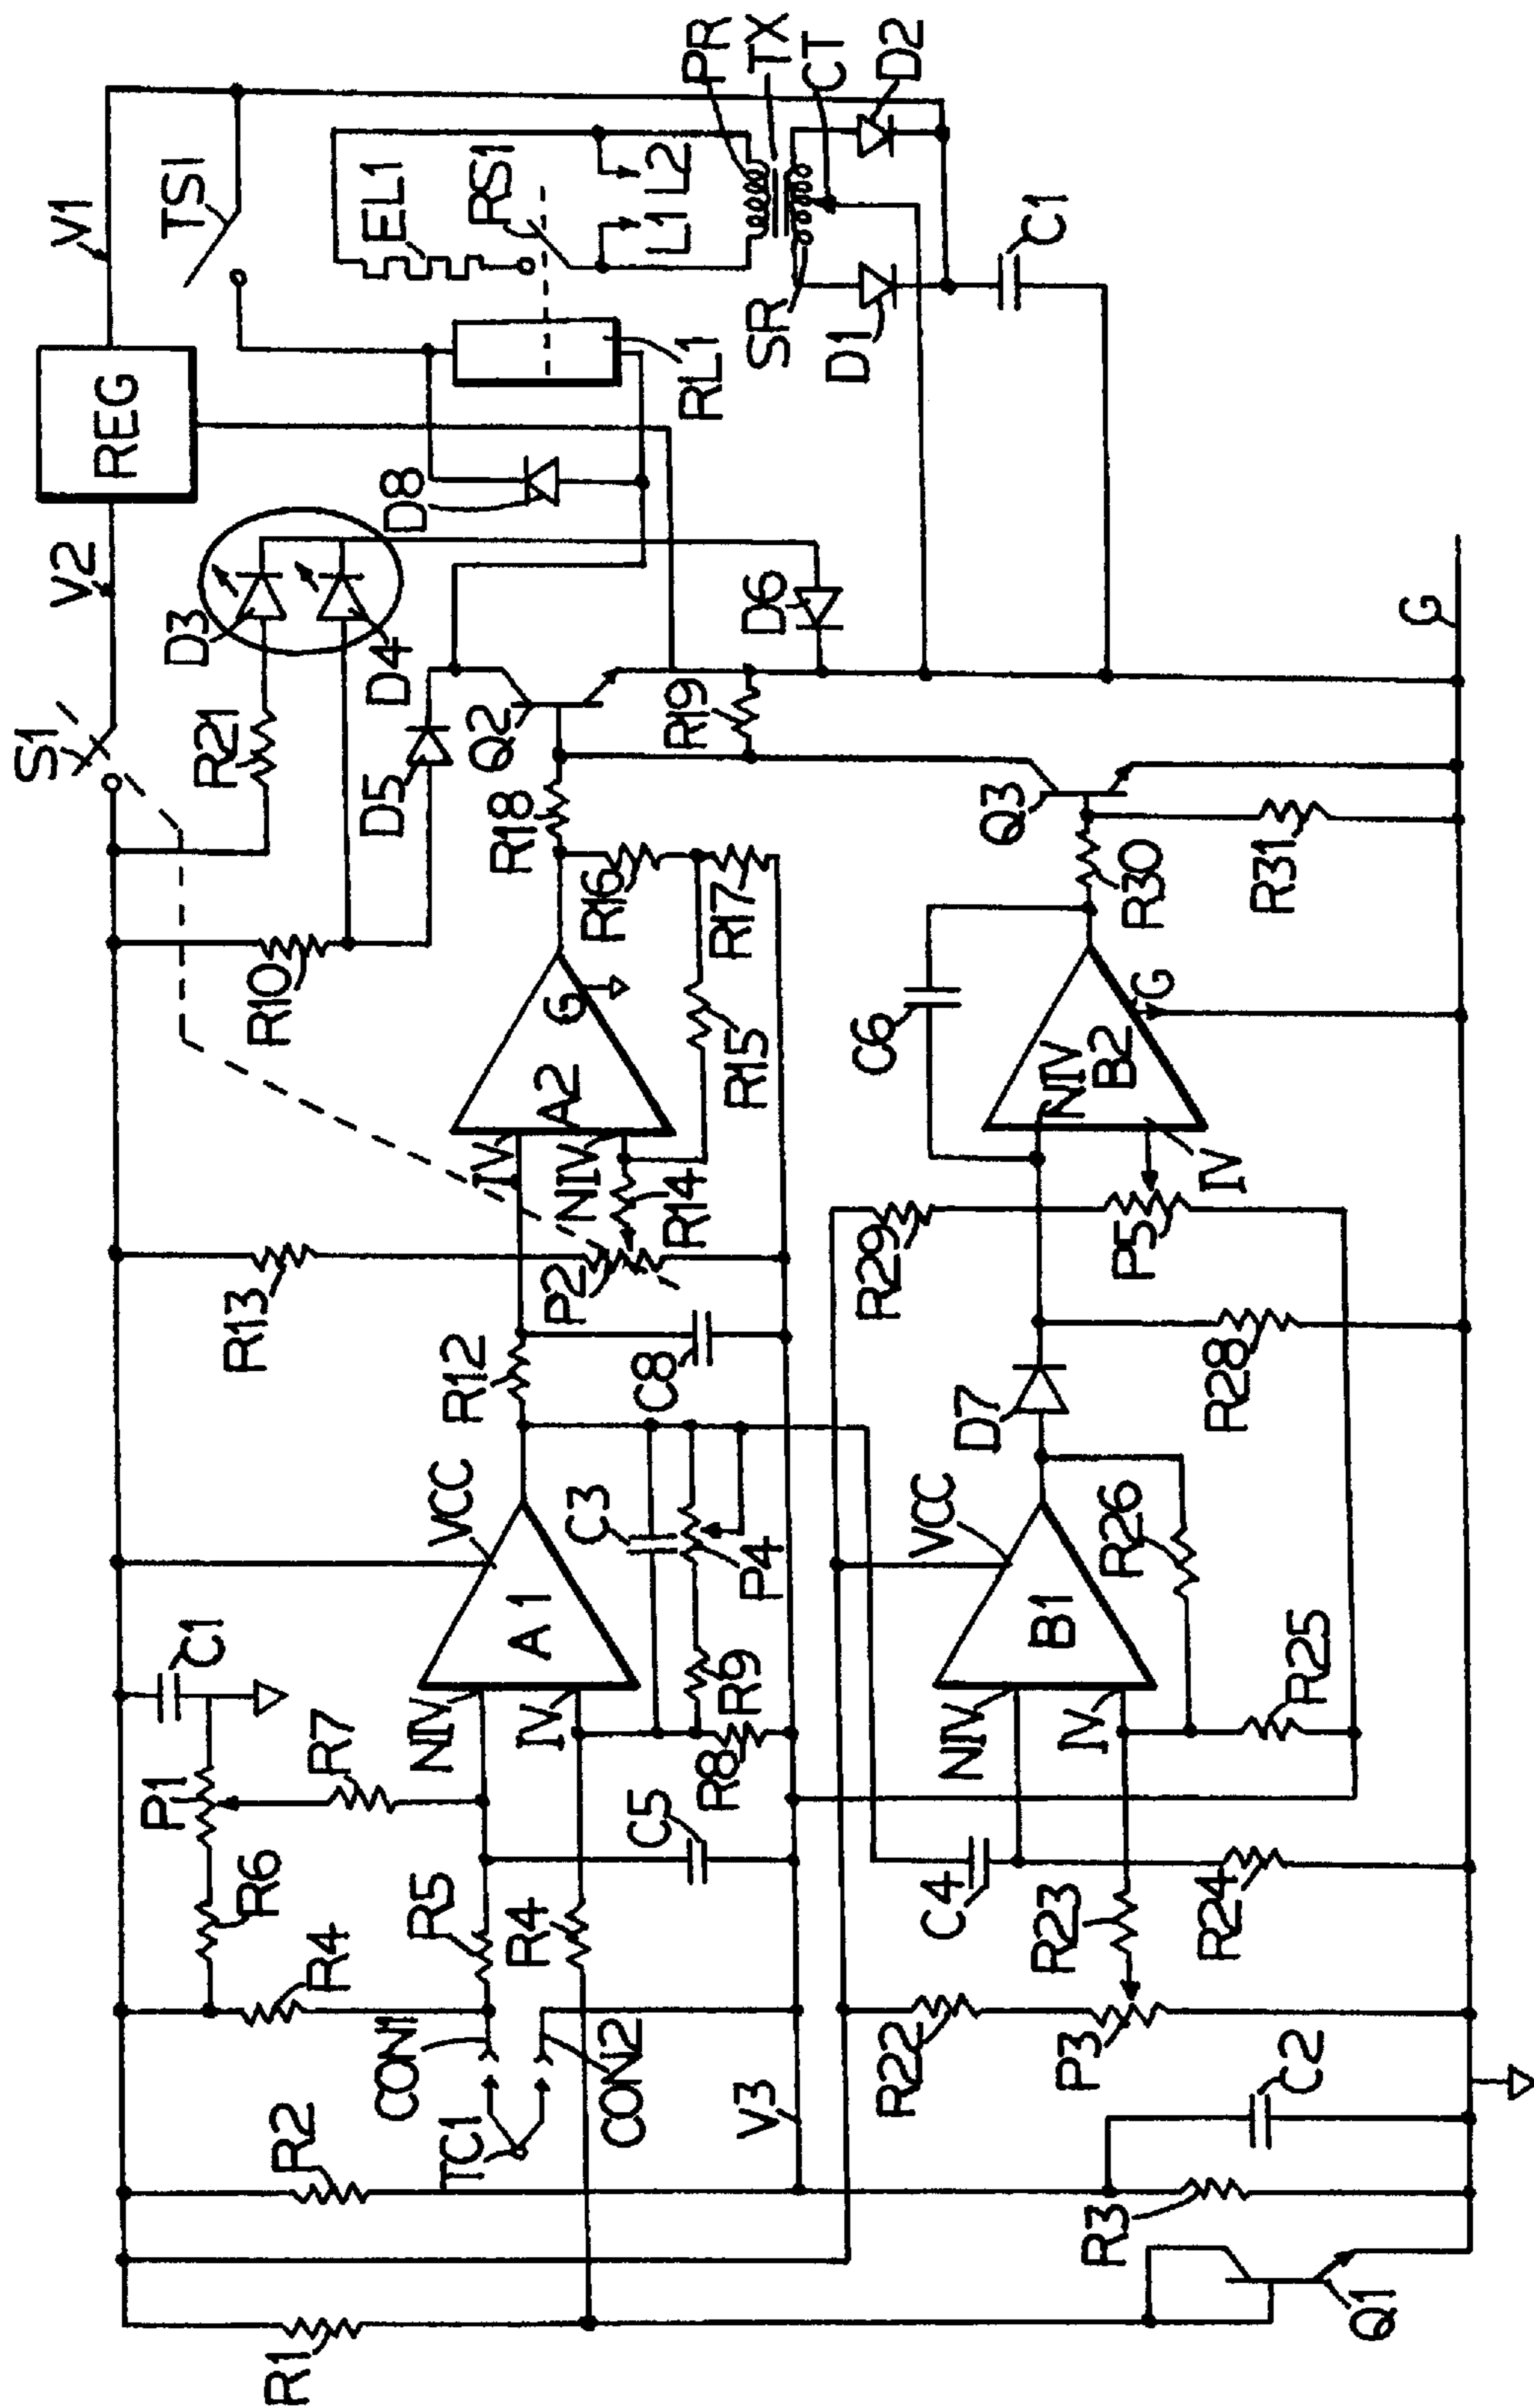 S1
V2
REG
V1
TS1
D3
R21
D4
D8
EL1
RS1
L1
L2
PR
TX
CT
D2
RL1
SR
D1
C1
R10
D5
Q2
D6
R18
R19
R13
R16
R17
A2
G
IV
NIV
R15
R14
P2
R12
C8
VCC
C1
P1
R7
R6
R4
NIV
A1
IV
C3
P4
R9
R8
R5
C5
R4
CON1
CON2
TC1
R2
R1
V3
Q3
R30
R31
G
C6
NIV
B2
G
IV
R29
P5
D7
R28
VCC
B1
R26
NIV
IV
R25
C4
R23
R24
R22
P3
C2
R3
Q1